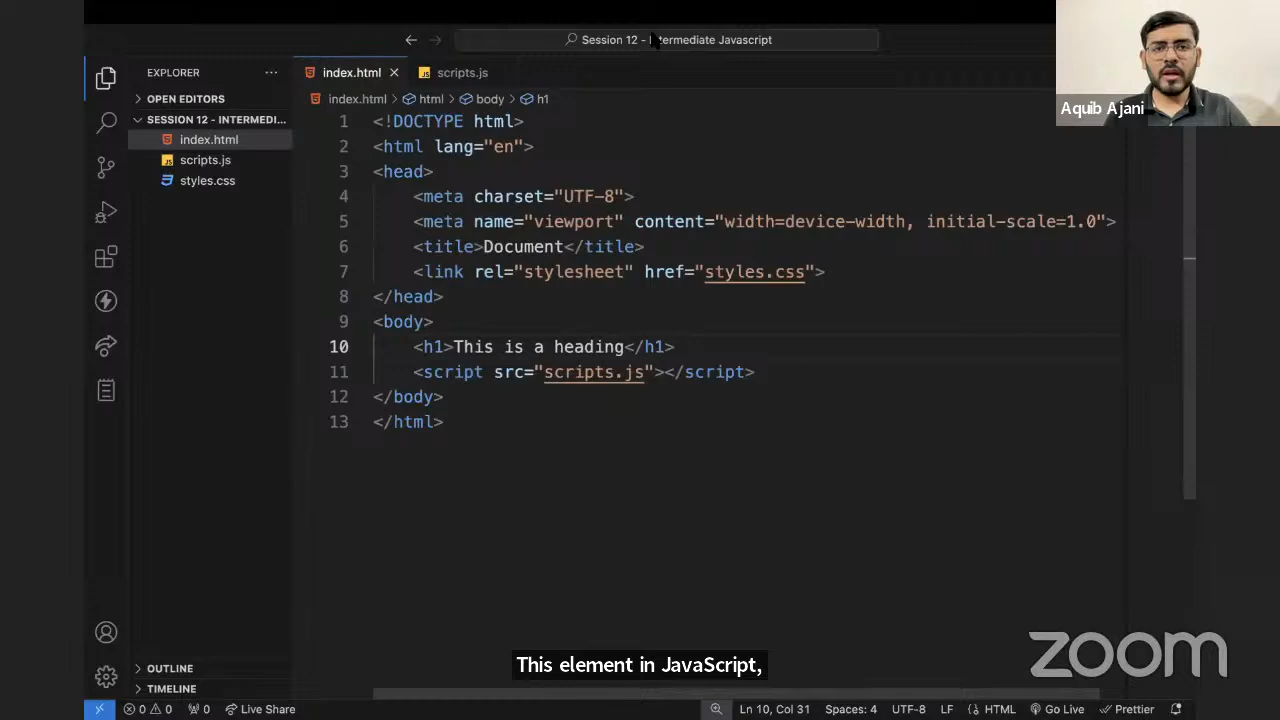 Session 12 - Intermediate Javascript
Aquib Ajani
EXPLORER
index.html
scripts.js
OPEN EDITORS
index.html > html > body > h1
SESSION 12 - INTERMEDI...
index.html
scripts.js
styles.css
1 <!DOCTYPE html>
2 <html lang="en">
3 <head>
4 <meta charset="UTF-8">
5 <meta name="viewport" content="width=device-width, initial-scale=1.0">
6 <title>Document</title>
7 <link rel="stylesheet" href="styles.css">
8 </head>
9 <body>
10 <h1>This is a heading</h1>
11 <script src="scripts.js"></script>
12 </body>
13 </html>
This element in JavaScript,
zoom
OUTLINE
TIMELINE
0 0 0 Live Share Ln 10, Col 31 Spaces: 4 UTF-8 LF {} HTML Go Live Prettier